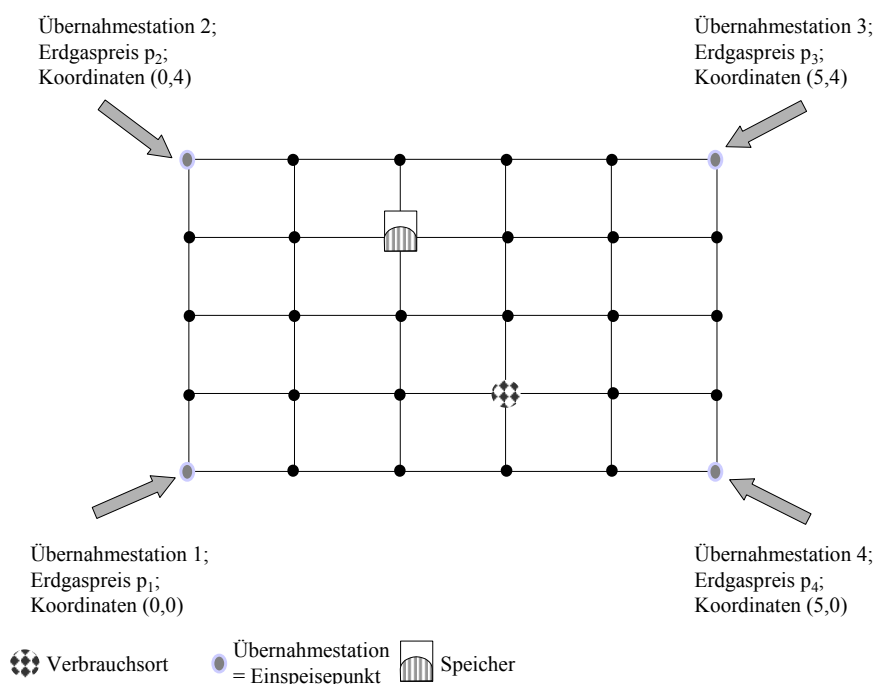 Übernahmestation 2;
Erdgaspreis p₂;
Koordinaten (0,4)
Übernahmestation 3;
Erdgaspreis p₃;
Koordinaten (5,4)
Übernahmestation 1;
Erdgaspreis p₁;
Koordinaten (0,0)
Übernahmestation 4;
Erdgaspreis p₄;
Koordinaten (5,0)
Verbrauchsort
Übernahmestation
= Einspeisepunkt
Speicher